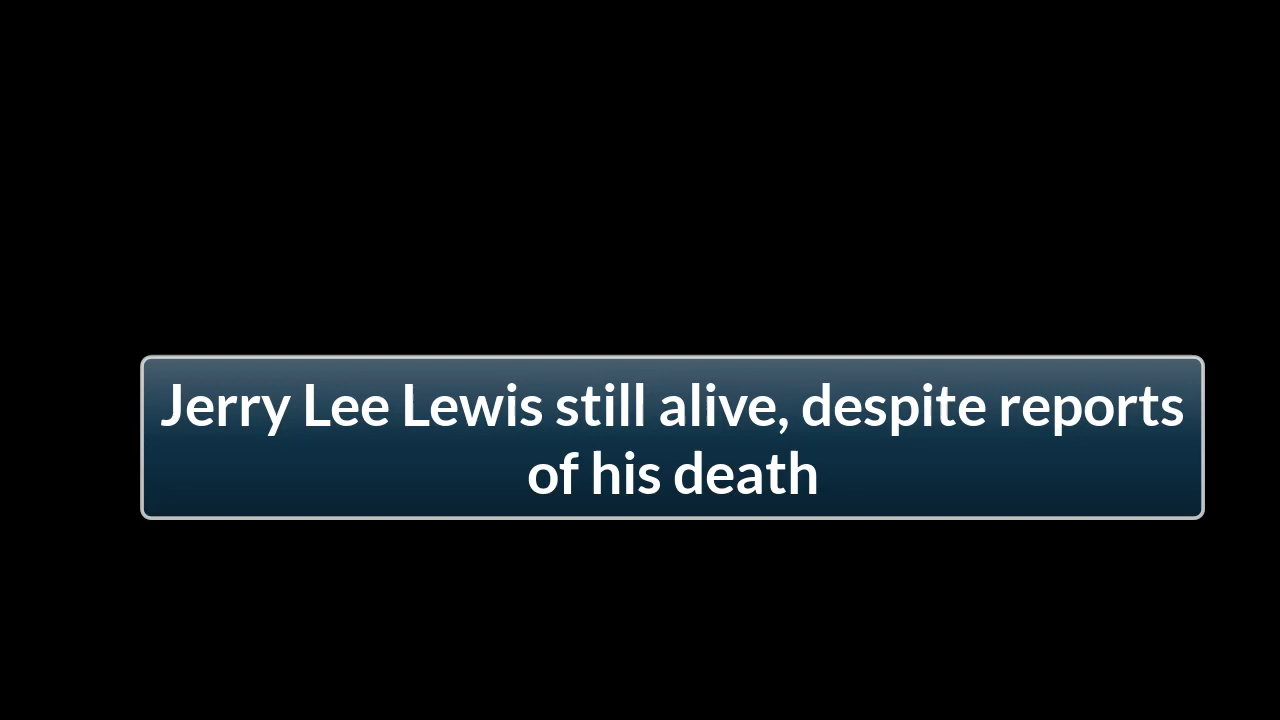 Jerry Lee Lewis still alive, despite reports
of his death